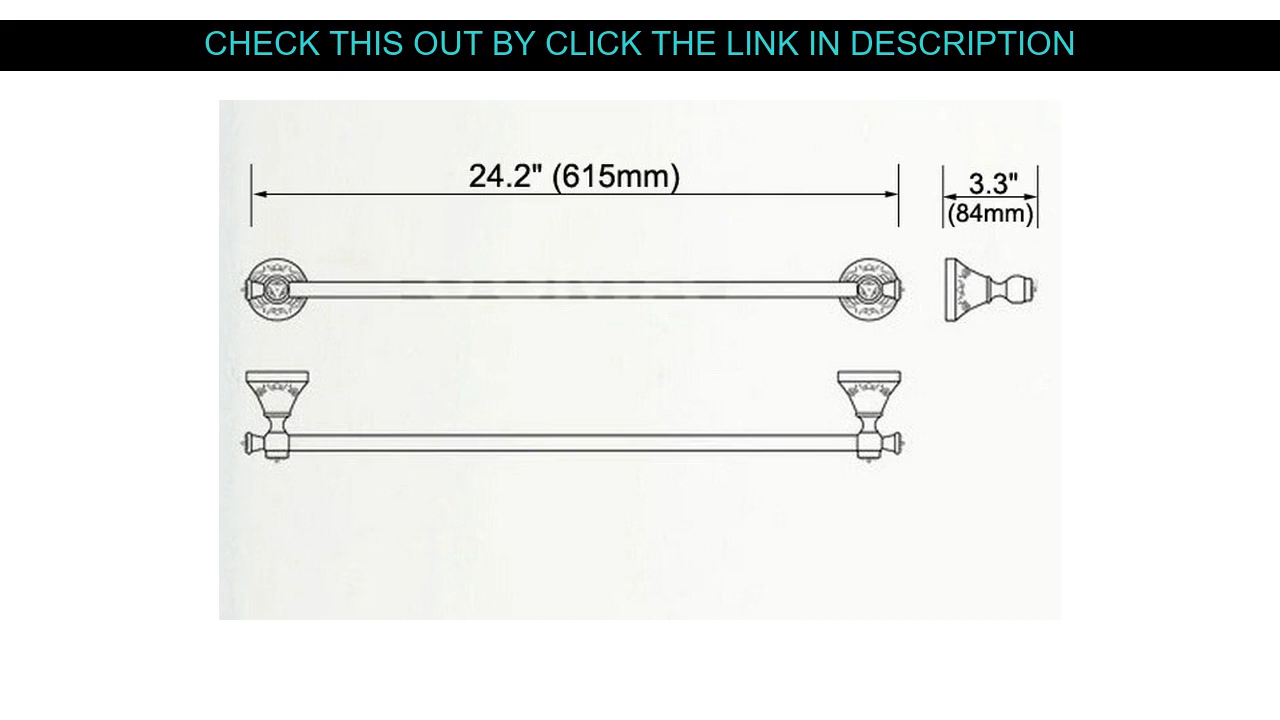 CHECK THIS OUT BY CLICK THE LINK IN DESCRIPTION
24.2" (615mm)
3.3"
(84mm)